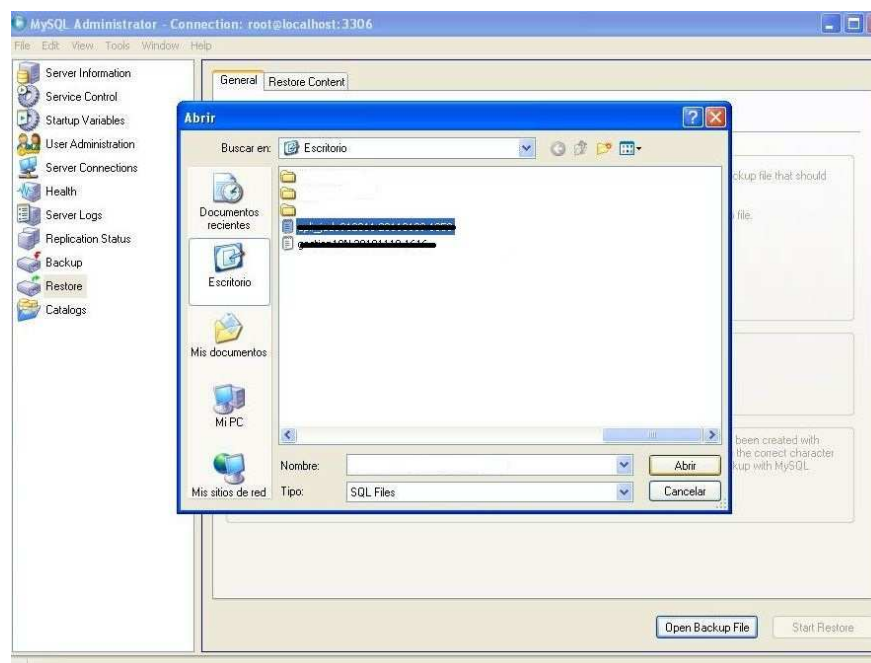 MySQL Administrator - Connection: root@localhost:3306
File Edit View Tools Window Help
Server Information
Service Control
Startup Variables
User Administration
Server Connections
Health
Server Logs
Replication Status
Backup
Restore
Catalogs
General Restore Content
Abrir
Buscar en: Escritorio
Documentos recientes
Escritorio
Mis documentos
Mi PC
Mis sitios de red
Nombre:
Abrir
Tipo: SQL Files
Cancelar
file that should
file.
been created with
the correct character
with MySQL
Open Backup File
Start Restore